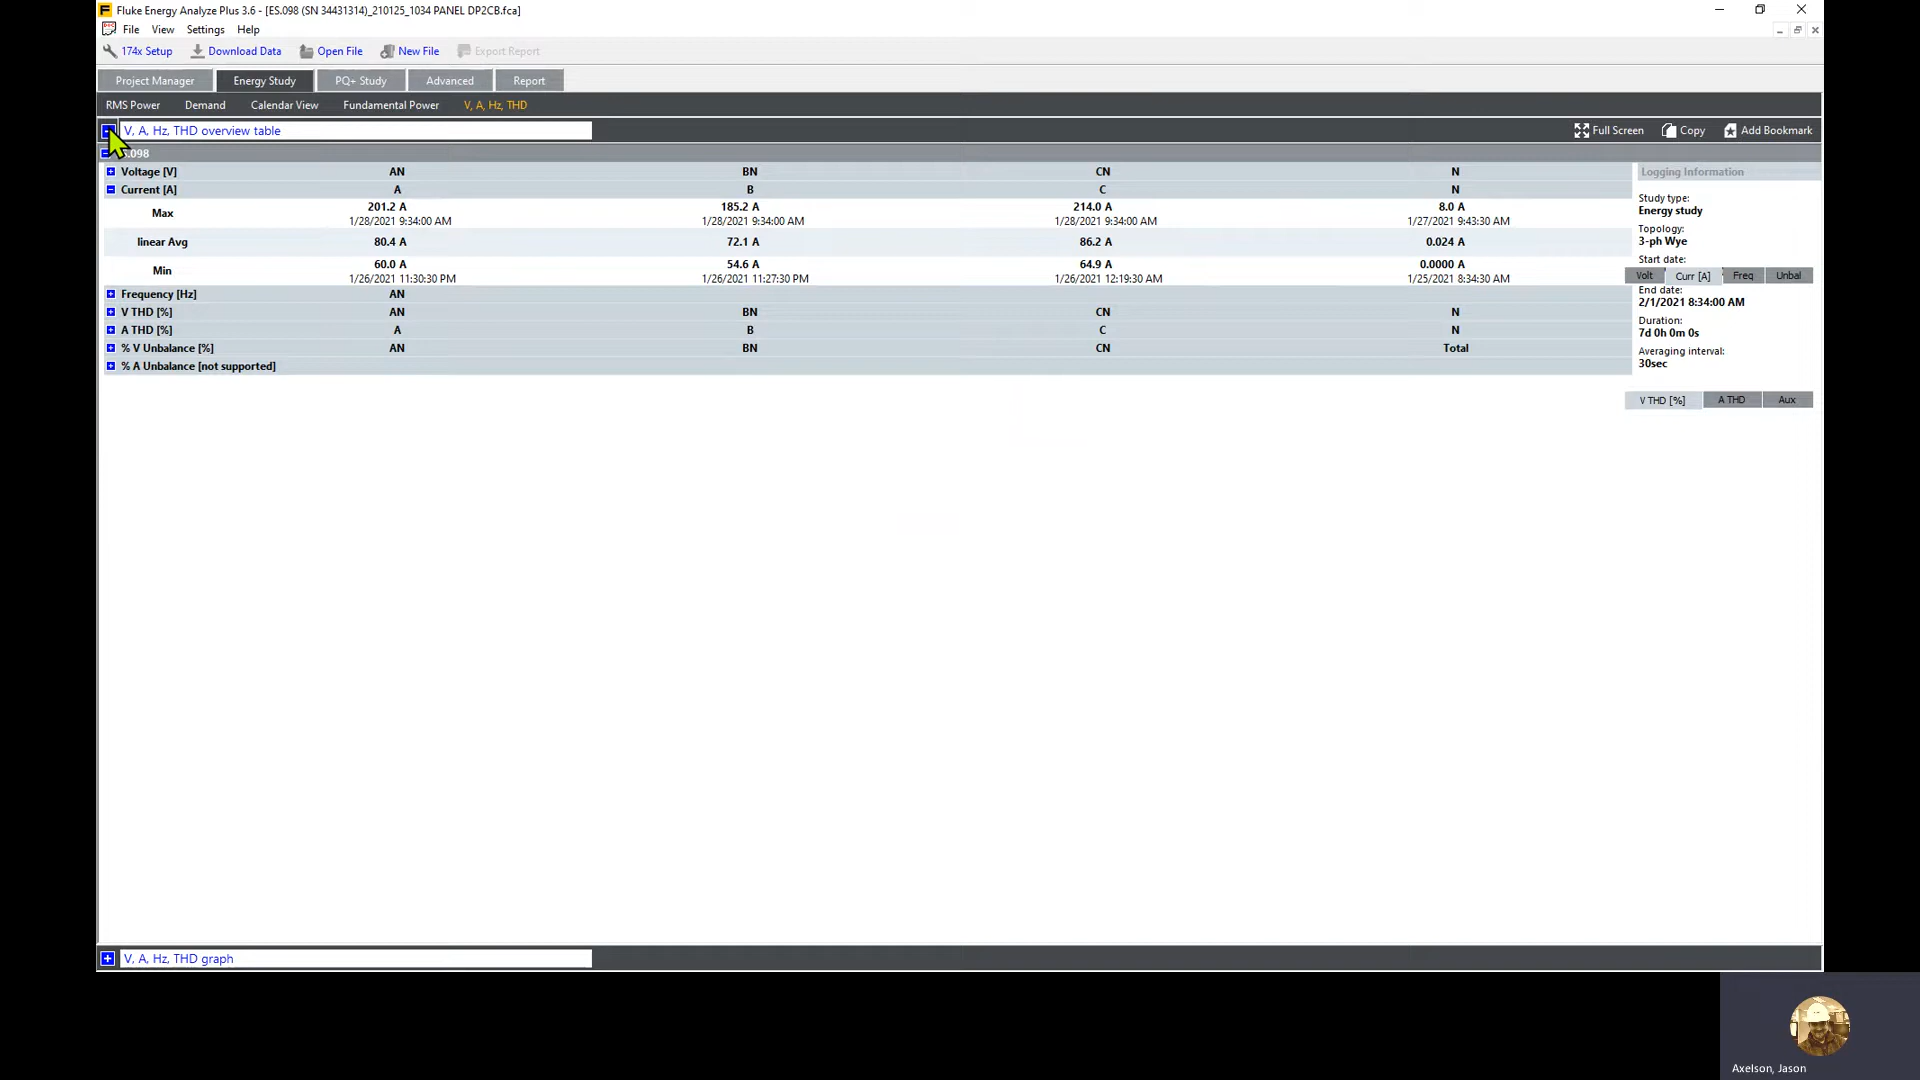 Fluke Energy Analyze Plus 3.6 - [ES.098 (SN 34431314)_210125_1034 PANEL DP2CB.fca]
File View Settings Help
174x Setup Download Data Open File New File Export Report
Project Manager Energy Study PQ+ Study Advanced Report
RMS Power Demand Calendar View Fundamental Power V, A, Hz, THD
V, A, Hz, THD overview table Full Screen Copy Add Bookmark
.098
Voltage [V] AN BN CN N Logging Information
Current [A] A B C N
Study type:
Energy study
Max 201.2 A 185.2 A 214.0 A 8.0 A
1/28/2021 9:34:00 AM 1/28/2021 9:34:00 AM 1/28/2021 9:34:00 AM 1/27/2021 9:43:30 AM
Topology:
3-ph Wye
linear Avg 80.4 A 72.1 A 86.2 A 0.024 A
Start date:
Min 60.0 A 54.6 A 64.9 A 0.0000 A
1/26/2021 11:30:30 PM 1/26/2021 11:27:30 PM 1/26/2021 12:19:30 AM 1/25/2021 8:34:30 AM
Volt Curr [A] Freq Unbal
Frequency [Hz] AN
End date:
2/1/2021 8:34:00 AM
V THD [%] AN BN CN N
Duration:
7d 0h 0m 0s
A THD [%] A B C N
% V Unbalance [%] AN BN CN Total
Averaging interval:
30sec
% A Unbalance [not supported]
V THD [%] A THD Aux
V, A, Hz, THD graph
Axelson, Jason